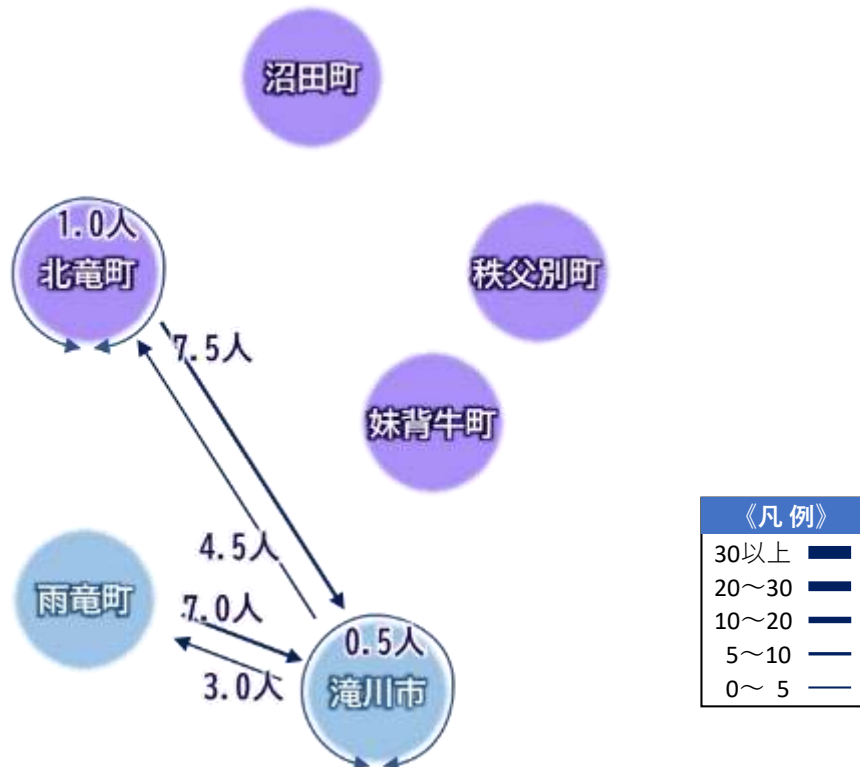 沼田町
1.0人
北竜町
秩父別町
7.5人
妹背牛町
4.5人
雨竜町
7.0人
3.0人
0.5人
滝川市
《凡 例》
30以上
20～30
10～20
5～10
0～ 5